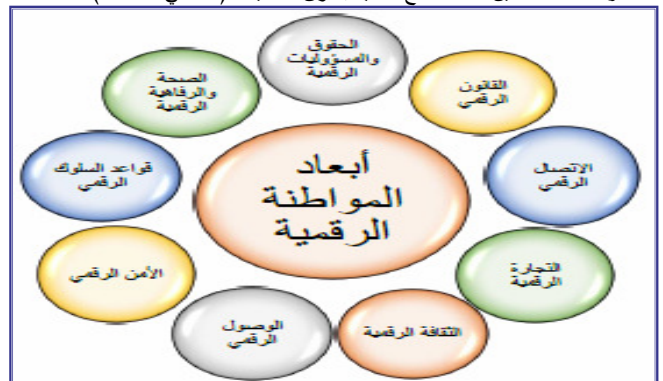 الحقوق
والمسؤوليات
الرقمية
القانون
الرقمي
الاتصال
الرقمي
التجارة
الرقمية
الثقافة الرقمية
الوصول
الرقمي
الأمن الرقمي
قواعد السلوك
الرقمي
الصحة
والرفاهية
الرقمية
أبعاد
المواطنة
الرقمية